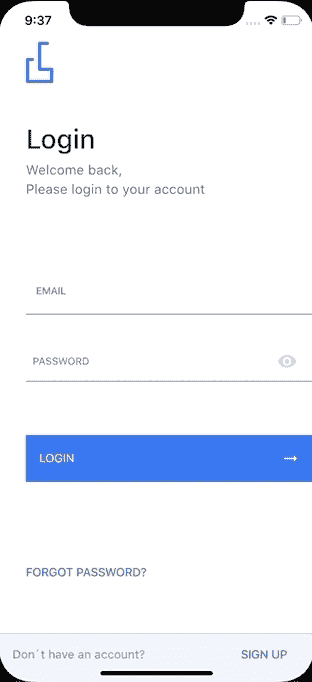 9:37
Login
Welcome back,
Please login to your account
EMAIL
PASSWORD
LOGIN
FORGOT PASSWORD?
Don´t have an account? SIGN UP